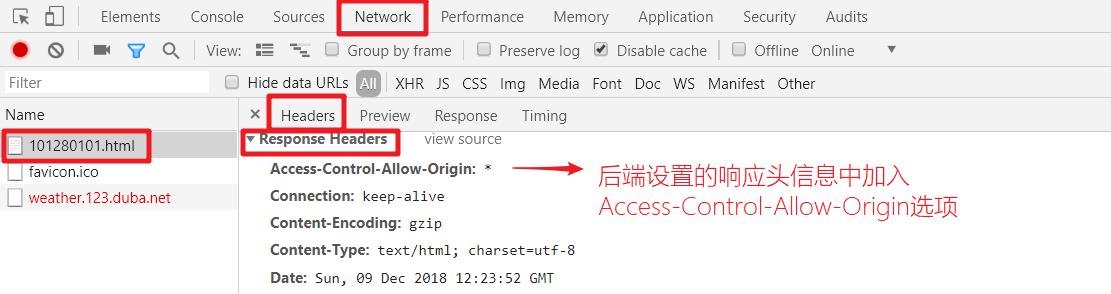 Elements Console Sources Network Performance Memory Application Security Audits
View: Group by frame Preserve log Disable cache Offline Online
Filter Hide data URLs All XHR JS CSS Img Media Font Doc WS Manifest Other
Name × Headers Preview Response Timing
101280101.html
favicon.ico
weather.123.duba.net
Response Headers view source
Access-Control-Allow-Origin: *
Connection: keep-alive
Content-Encoding: gzip
Content-Type: text/html; charset=utf-8
Date: Sun, 09 Dec 2018 12:23:52 GMT
后端设置的响应头信息中加入
Access-Control-Allow-Origin选项